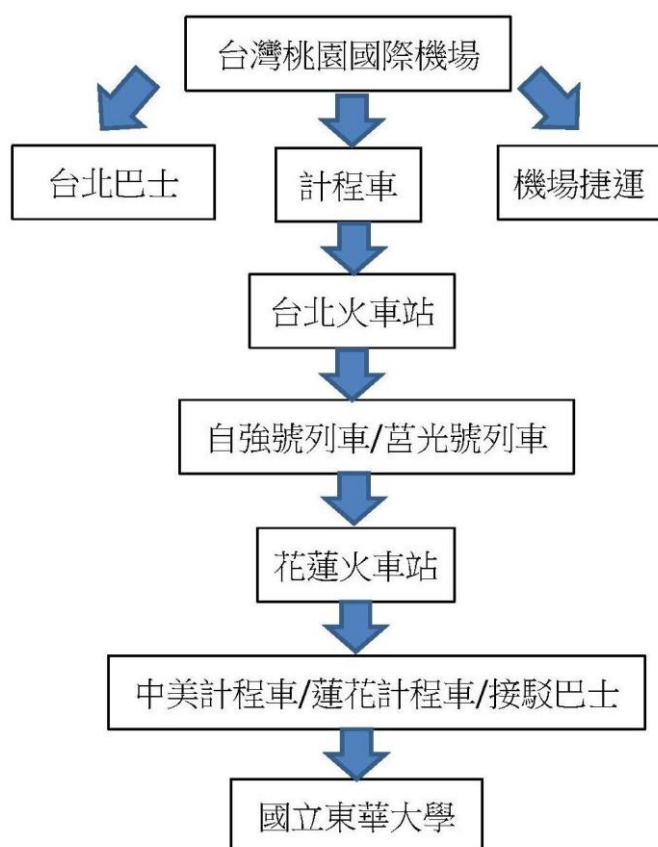 台灣桃園國際機場
台北巴士
計程車
機場捷運
台北火車站
自強號列車/莒光號列車
花蓮火車站
中美計程車/蓮花計程車/接駁巴士
國立東華大學